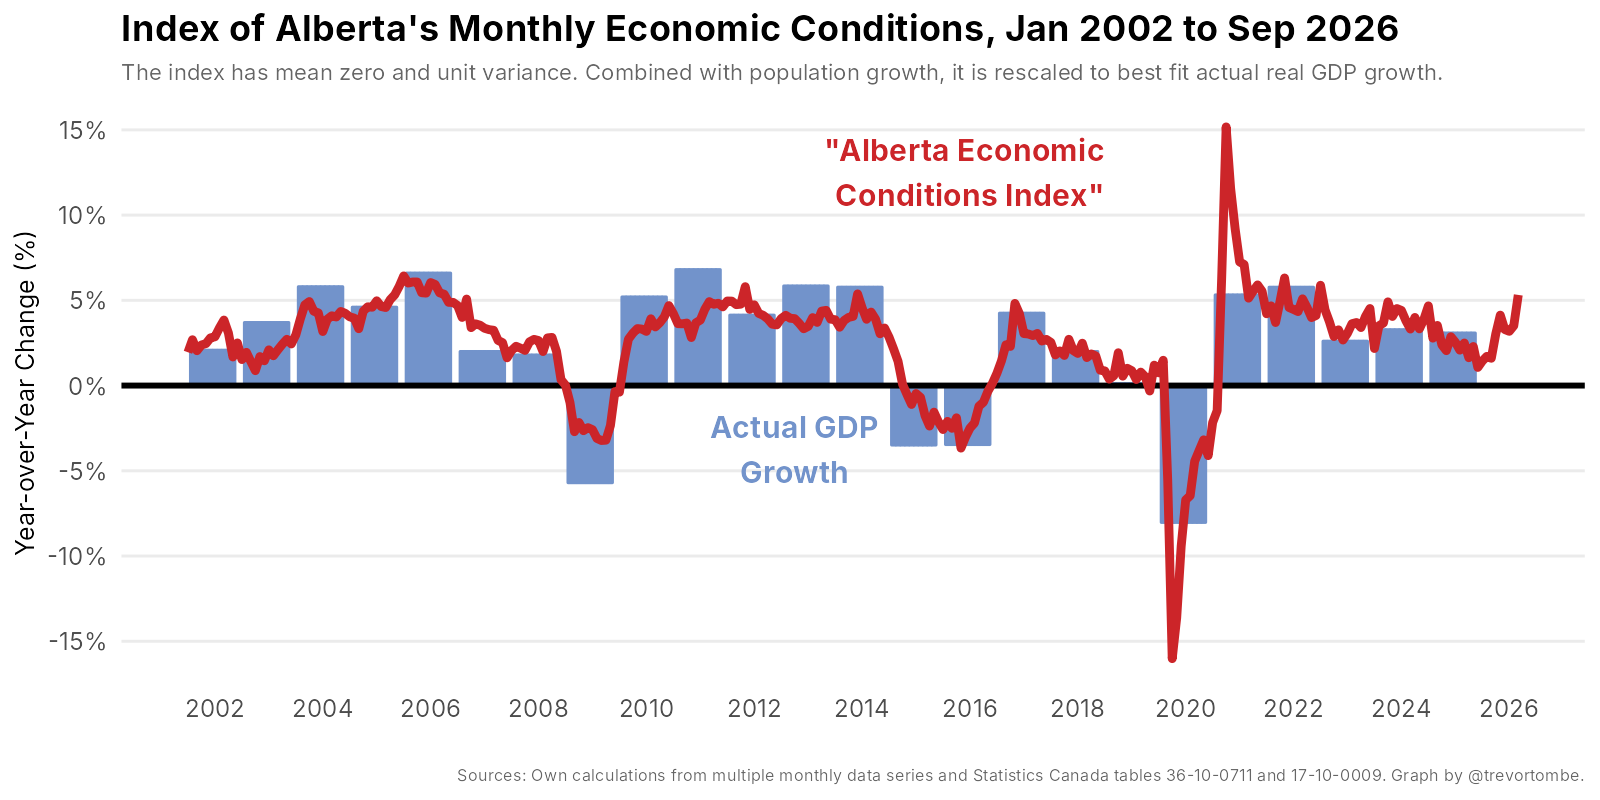 Index of Alberta's Monthly Economic Conditions, Jan 2002 to Sep 2026
The index has mean zero and unit variance. Combined with population growth, it is rescaled to best fit actual real GDP growth.
Year-over-Year Change (%)
15%
10%
5%
0%
-5%
-10%
-15%
"Alberta Economic
Conditions Index"
Actual GDP
Growth
2002
2004
2006
2008
2010
2012
2014
2016
2018
2020
2022
2024
2026
Sources: Own calculations from multiple monthly data series and Statistics Canada tables 36-10-0711 and 17-10-0009. Graph by @trevortombe.